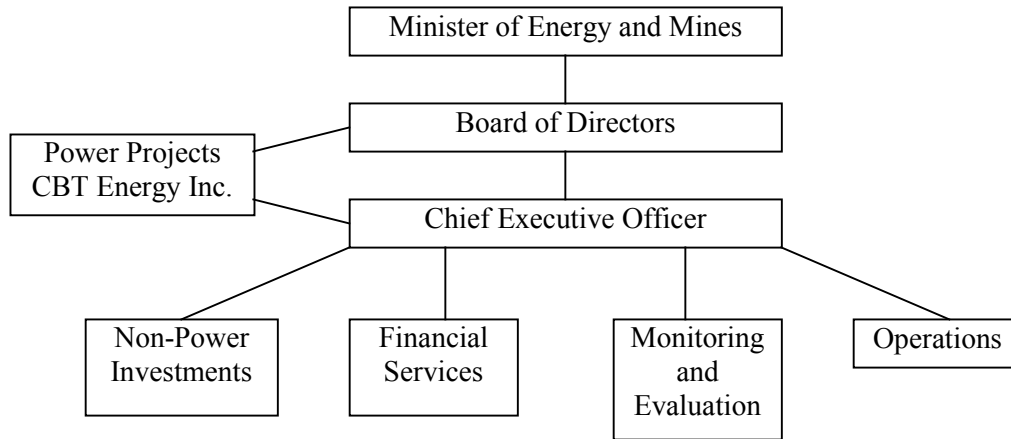 Minister of Energy and Mines
Board of Directors
Power Projects
CBT Energy Inc.
Chief Executive Officer
Non-Power
Investments
Financial
Services
Monitoring
and
Evaluation
Operations